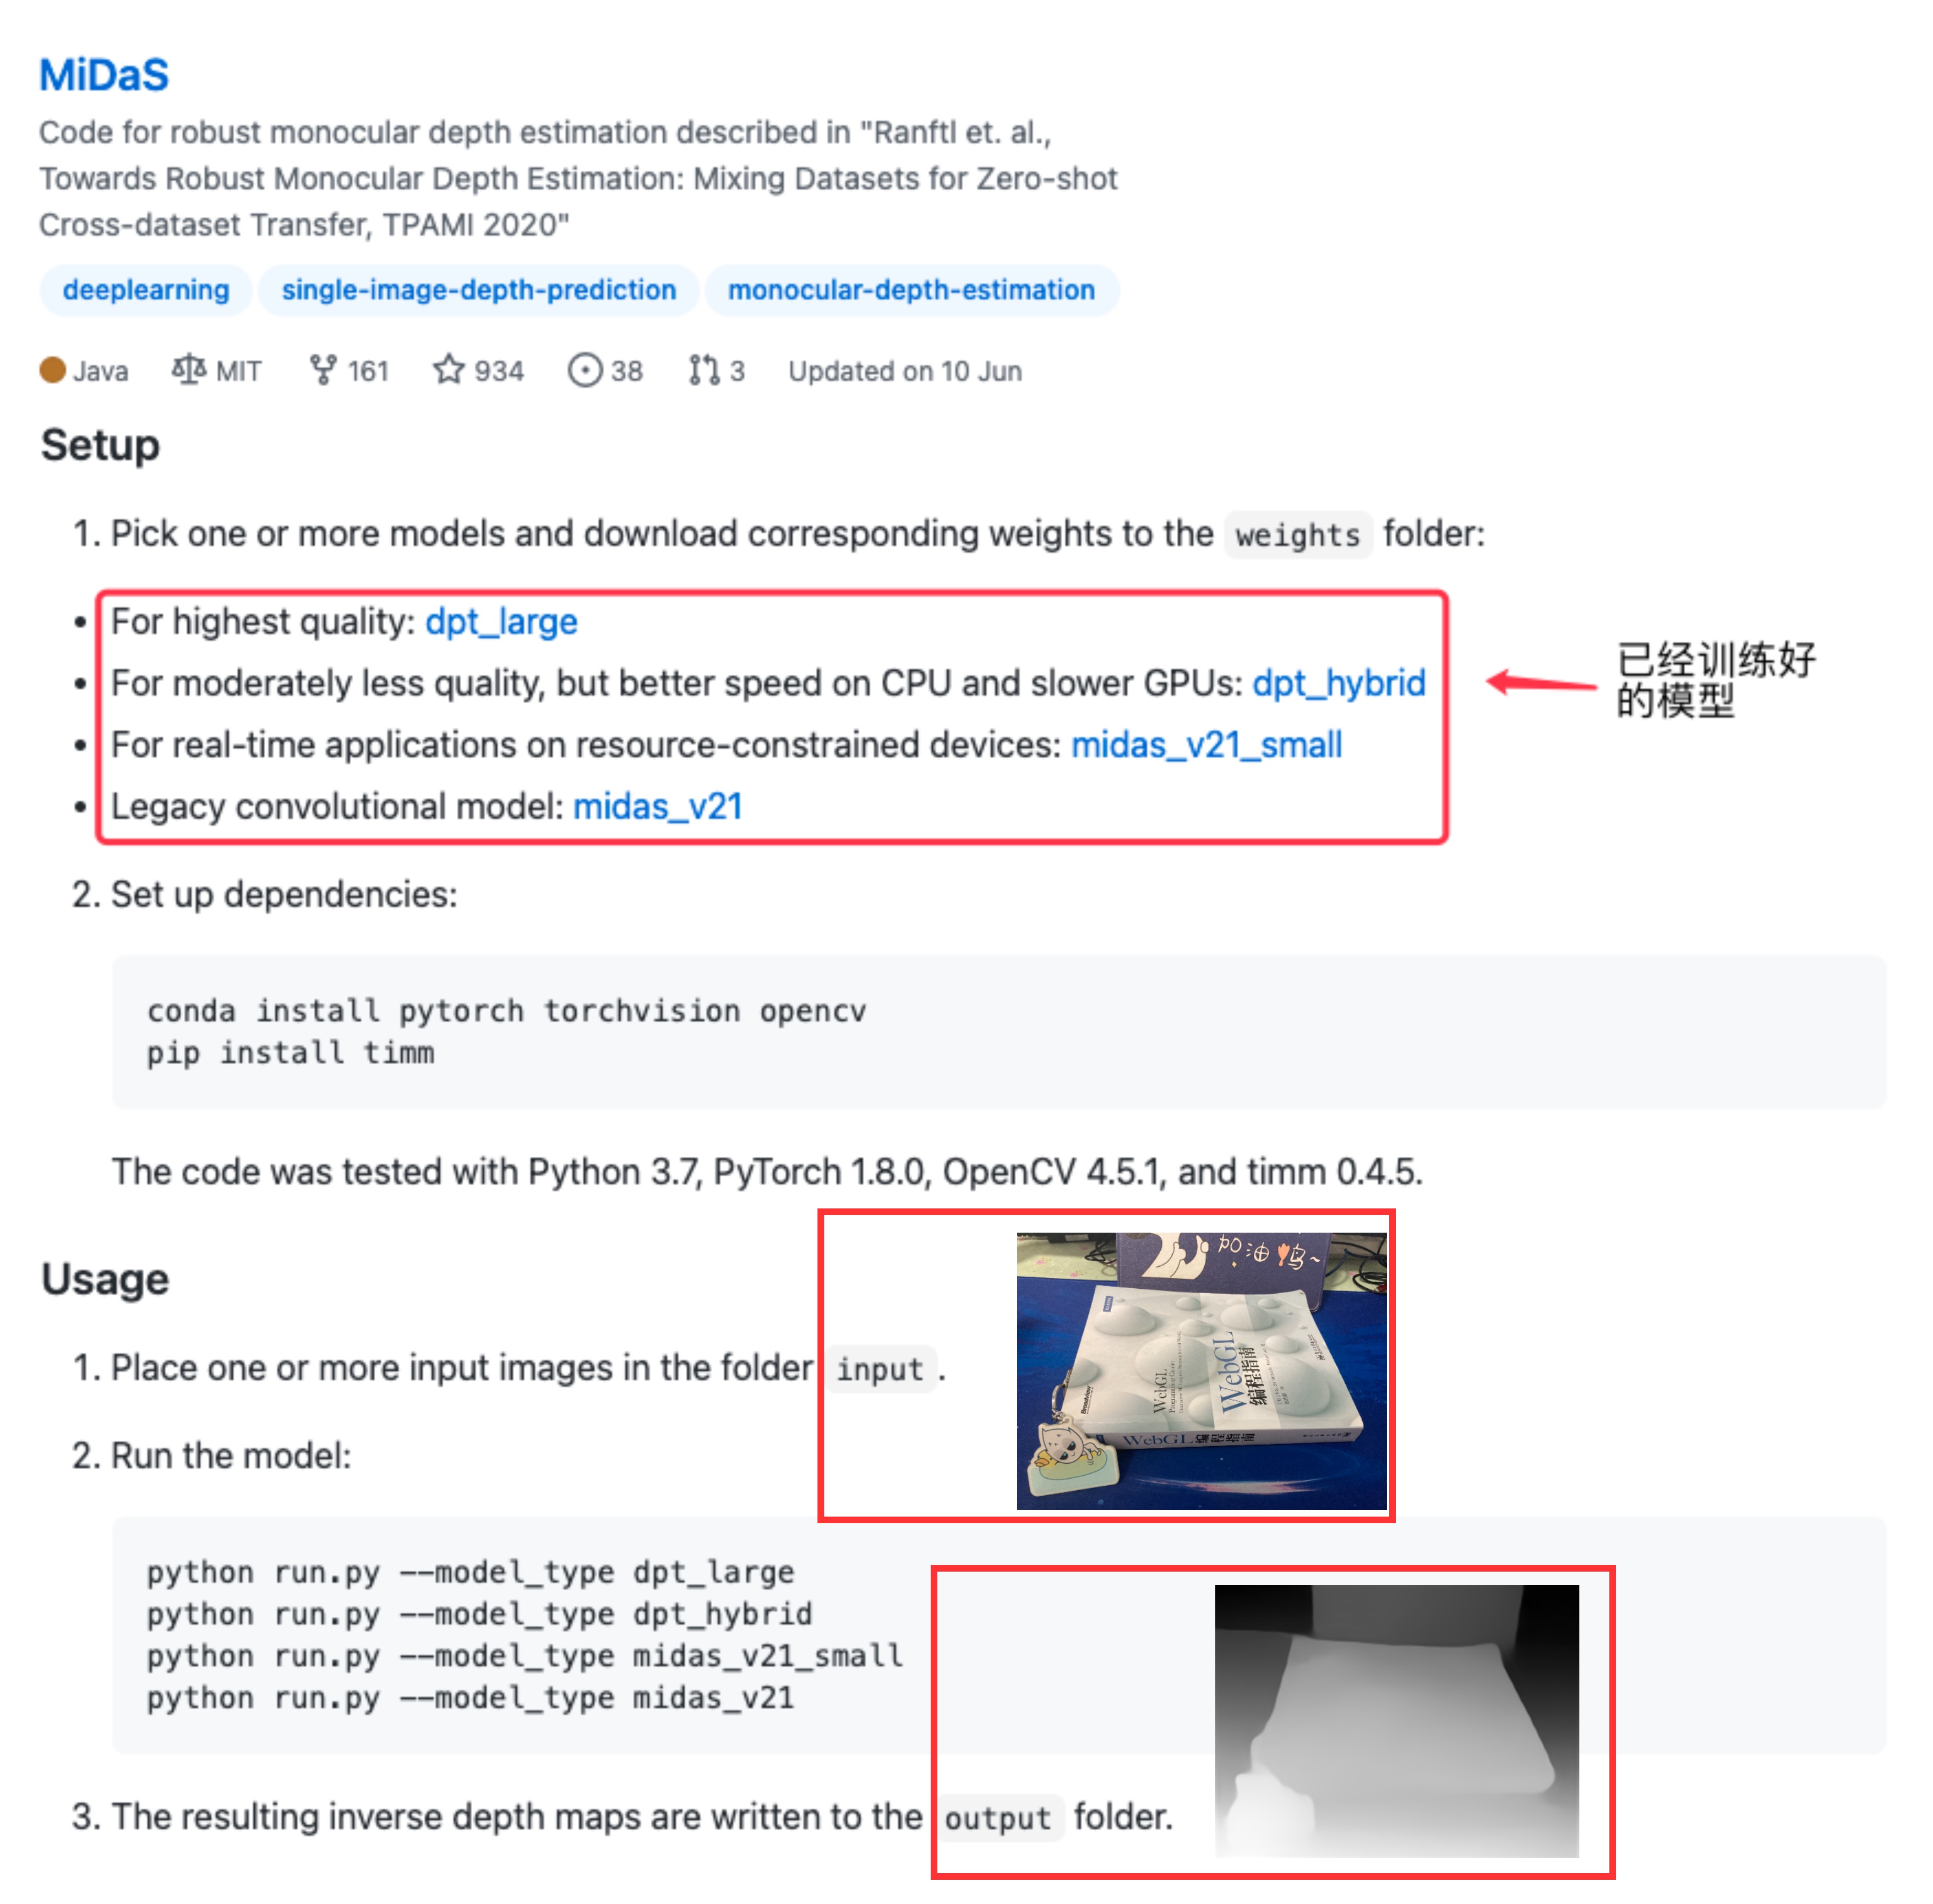 MiDaS
Code for robust monocular depth estimation described in "Ranftl et. al.,
Towards Robust Monocular Depth Estimation: Mixing Datasets for Zero-shot
Cross-dataset Transfer, TPAMI 2020"
deeplearning single-image-depth-prediction monocular-depth-estimation
Java MIT 161 934 38 3 Updated on 10 Jun
Setup
1. Pick one or more models and download corresponding weights to the weights folder:
• For highest quality: dpt_large
• For moderately less quality, but better speed on CPU and slower GPUs: dpt_hybrid
• For real-time applications on resource-constrained devices: midas_v21_small
• Legacy convolutional model: midas_v21
已经训练好
的模型
2. Set up dependencies:
conda install pytorch torchvision opencv
pip install timm
The code was tested with Python 3.7, PyTorch 1.8.0, OpenCV 4.5.1, and timm 0.4.5.
Usage
1. Place one or more input images in the folder input .
加油鸭~
WebGL
编程指南
WebGL
WebGL 编程指南
2. Run the model:
python run.py --model_type dpt_large
python run.py --model_type dpt_hybrid
python run.py --model_type midas_v21_small
python run.py --model_type midas_v21
3. The resulting inverse depth maps are written to the output folder.